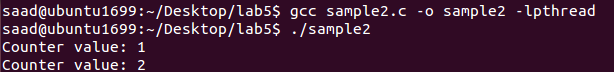 saad@ubuntu1699:~/Desktop/lab5$ gcc sample2.c -o sample2 -lpthread
saad@ubuntu1699:~/Desktop/lab5$ ./sample2
Counter value: 1
Counter value: 2